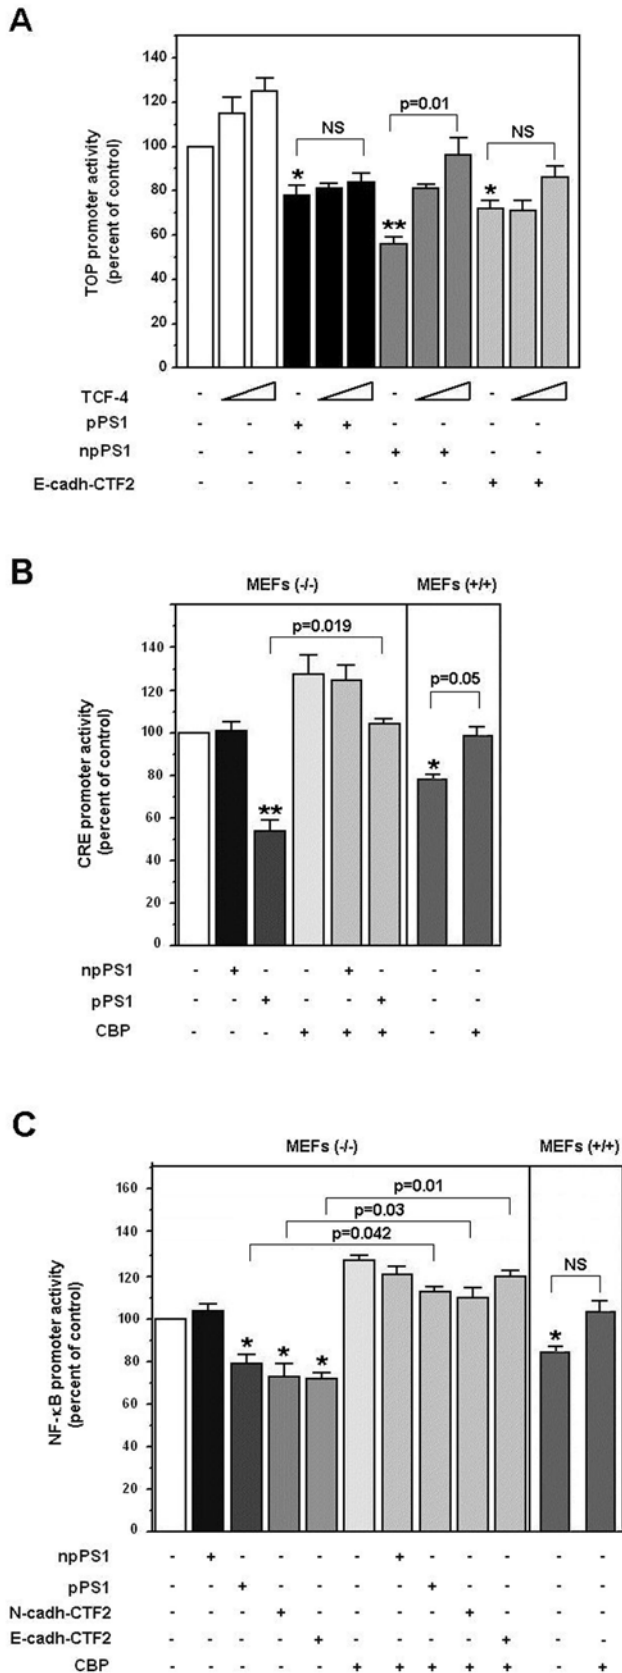 A
140
120
100
80
60
40
20
0
TOP promoter activity
(percent of control)
NS
p=0.01
NS
*
**
*
TCF-4 - - - -
pPS1 - - + + - - - -
npPS1 - - - - + + - -
E-cadh-CTF2 - - - - - - + +
B
MEFs (-/-)
MEFs (+/+)
140
120
100
80
60
40
20
0
CRE promoter activity
(percent of control)
p=0.019
p=0.05
**
*
npPS1 - + - - + - - -
pPS1 - - + - - + - -
CBP - - - + + + - +
C
MEFs (-/-)
MEFs (+/+)
160
140
120
100
80
60
40
20
0
NF-κB promoter activity
(percent of control)
p=0.01
p=0.03
p=0.042
NS
*
*
*
*
npPS1 - + - - - - + - - - - -
pPS1 - - + - - - - + - - - -
N-cadh-CTF2 - - - + - - - - + - - -
E-cadh-CTF2 - - - - + - - - - + - -
CBP - - - - - + + + + + - +